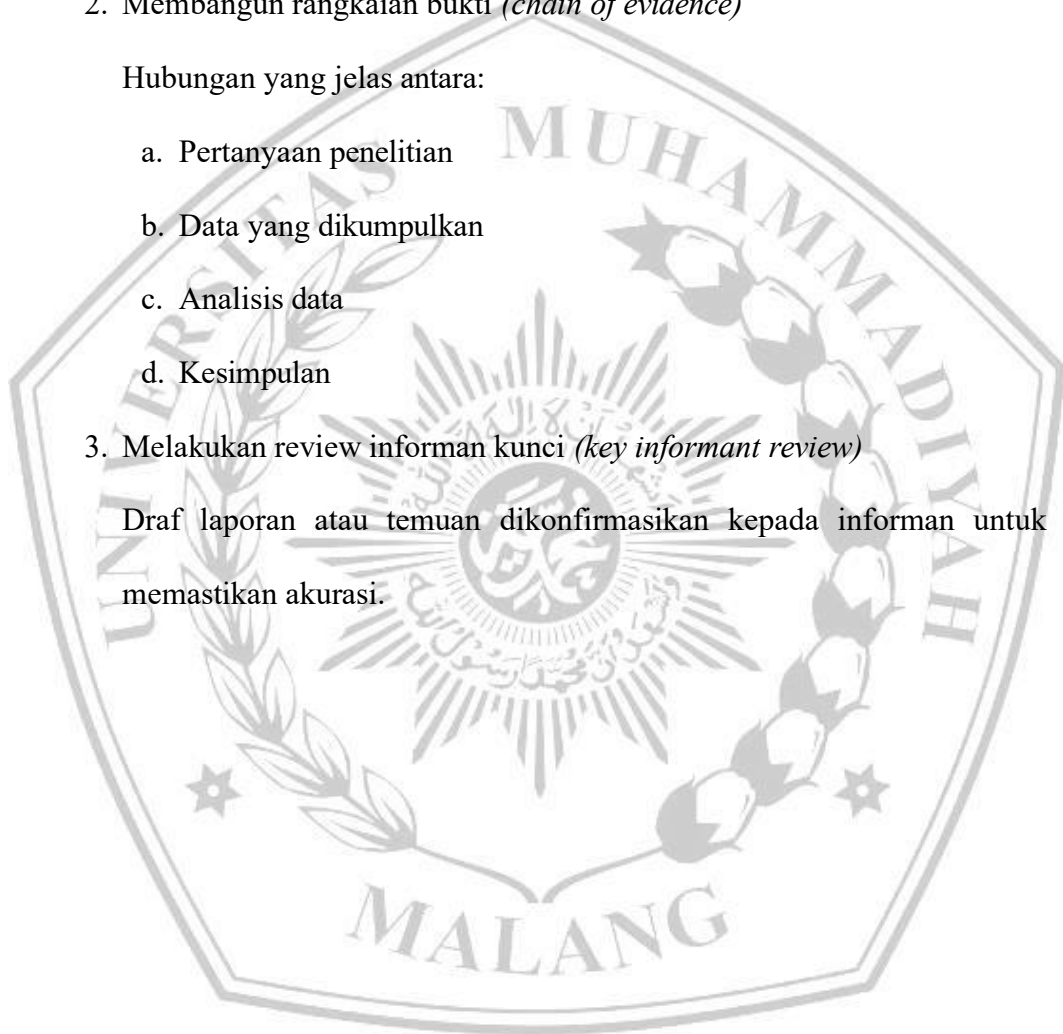 2. Membangun rangkaian bukti (chain of evidence)
Hubungan yang jelas antara:
a. Pertanyaan penelitian
b. Data yang dikumpulkan
c. Analisis data
d. Kesimpulan
3. Melakukan review informan kunci (key informant review)
Draf laporan atau temuan dikonfirmasikan kepada informan untuk
memastikan akurasi.
UNIVERSITAS MUHAMMADIYAH
MALANG